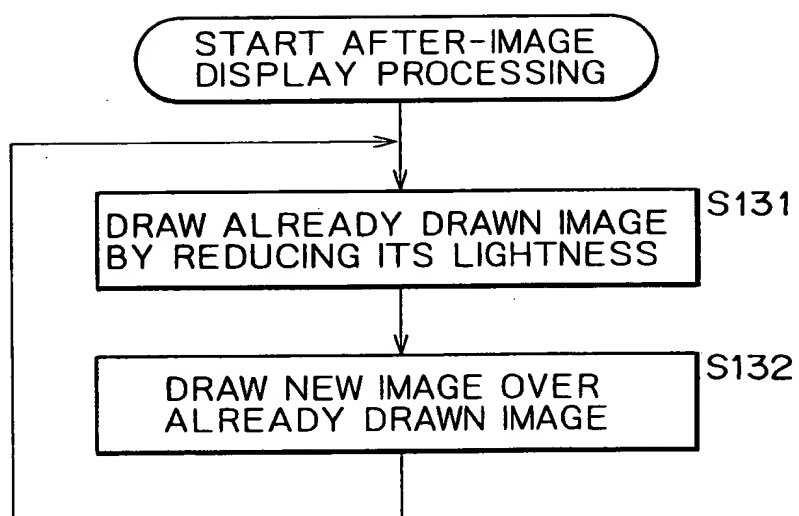 START AFTER-IMAGE
DISPLAY PROCESSING
S131
DRAW ALREADY DRAWN IMAGE
BY REDUCING ITS LIGHTNESS
S132
DRAW NEW IMAGE OVER
ALREADY DRAWN IMAGE